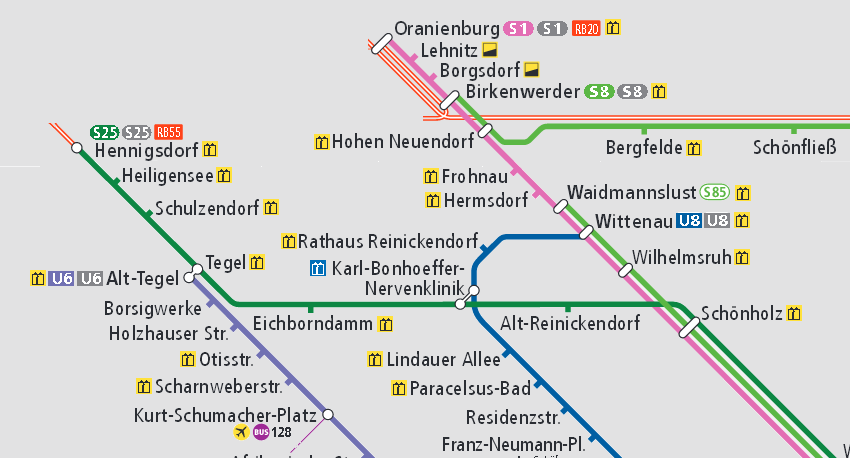 Oranienburg S1 S1 RB20
Lehnitz
Borgsdorf
Birkenwerder S8 S8
S25 S25 RB55
Hennigsdorf
Hohen Neuendorf
Bergfelde
Schönfließ
Heiligensee
Frohnau
Schulzendorf
Hermsdorf
Waidmannslust S85
Wittenau U8 U8
Rathaus Reinickendorf
Wilhelmsruh
Tegel
Karl-Bonhoeffer-
Nervenklinik
U6 U6 Alt-Tegel
Borsigwerke
Eichborndamm
Alt-Reinickendorf
Schönholz
Holzhauser Str.
Otisstr.
Lindauer Allee
Scharnweberstr.
Paracelsus-Bad
Kurt-Schumacher-Platz
Residenzstr.
BUS 128
Franz-Neumann-Pl.